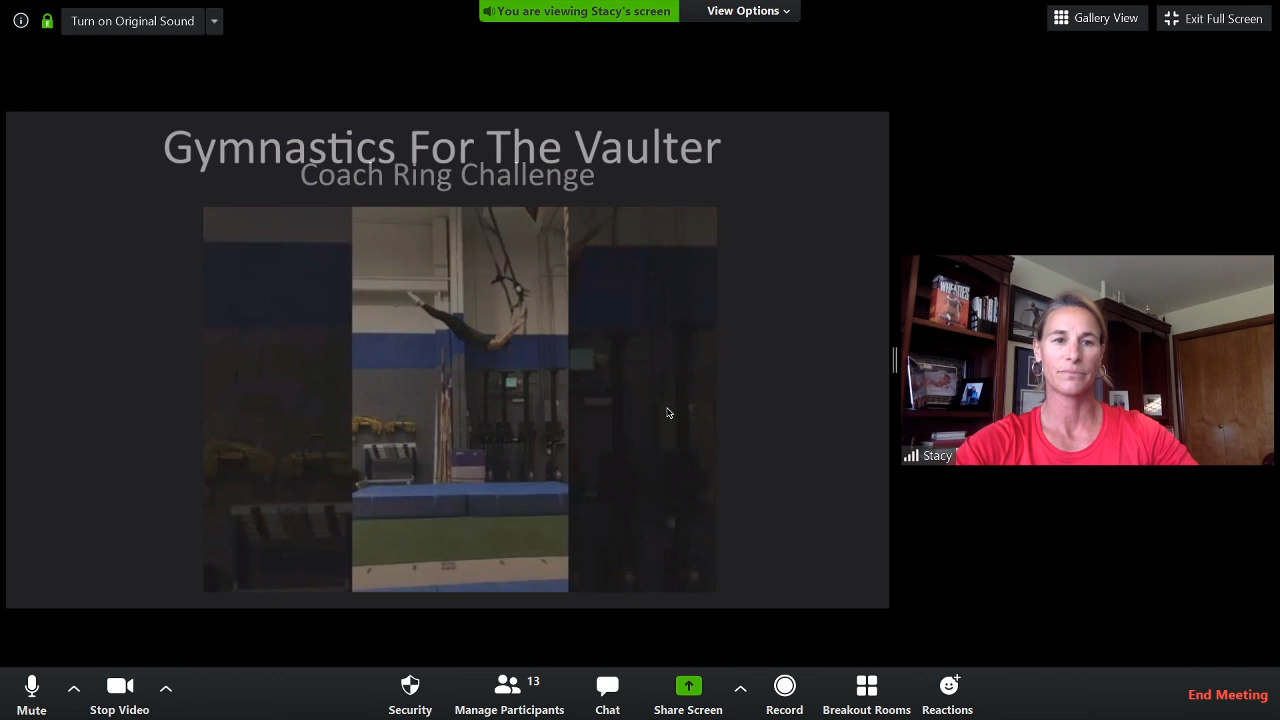 Turn on Original Sound
You are viewing Stacy's screen
View Options
Gallery View
Exit Full Screen
Gymnastics For The Vaulter
Coach Ring Challenge
WHEATIES
Stacy
Mute
Stop Video
Security
Manage Participants
13
Chat
Share Screen
Record
Breakout Rooms
Reactions
End Meeting